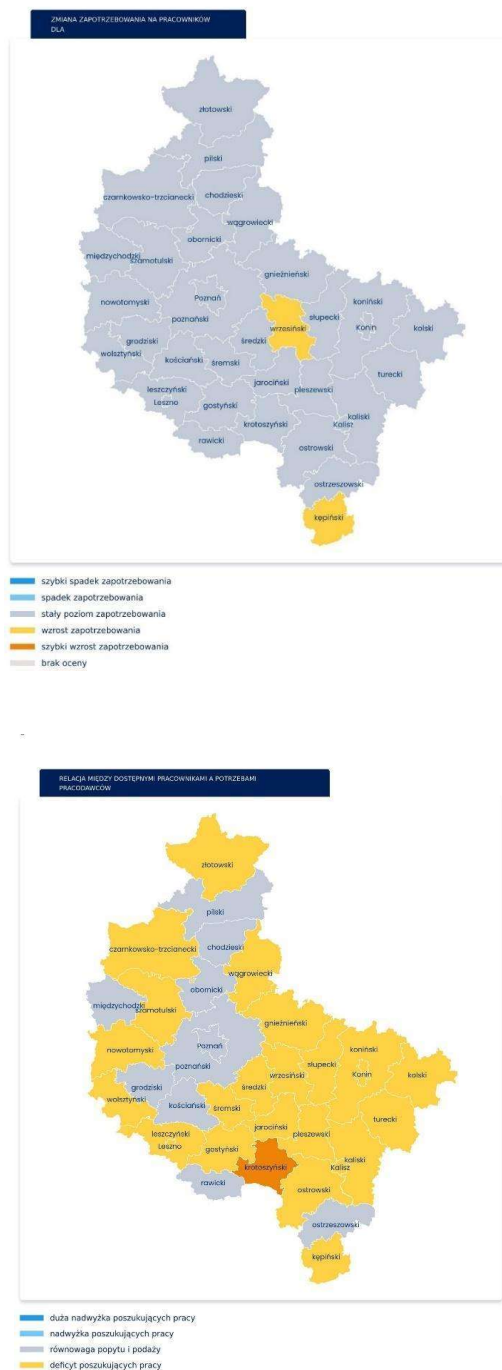 ZMIANA ZAPOTRZEBOWANIA NA PRACOWNIKÓW
DLA
złotowski
pilski
czarnkowsko-trzcianecki
chodzieski
wągrowiecki
obornicki
międzychodzki
szamotulski
gnieźnieński
nowotomyski
Poznań
słupecki
koniński
poznański
wrzesiński
Konin
kolski
grodziski
średzki
wolsztyński
kościański
śremski
turecki
leszczyński
jarociński
pleszewski
Leszno
gostyński
kaliski
krotoszyński
Kalisz
rawicki
ostrowski
ostrzeszowski
kępiński
szybki spadek zapotrzebowania
spadek zapotrzebowania
stały poziom zapotrzebowania
wzrost zapotrzebowania
szybki wzrost zapotrzebowania
brak oceny
-
RELACJA MIĘDZY DOSTĘPNYMI PRACOWNIKAMI A POTRZEBAMI
PRACODAWCÓW
złotowski
pilski
czarnkowsko-trzcianecki
chodzieski
wągrowiecki
obornicki
międzychodzki
szamotulski
gnieźnieński
nowotomyski
Poznań
koniński
poznański
słupecki
wrzesiński
Konin
kolski
grodziski
średzki
wolsztyński
kościański
śremski
turecki
jarociński
leszczyński
pleszewski
Leszno
gostyński
kaliski
krotoszyński
Kalisz
rawicki
ostrowski
ostrzeszowski
kępiński
duża nadwyżka poszukujących pracy
nadwyżka poszukujących pracy
równowaga popytu i podaży
deficyt poszukujących pracy